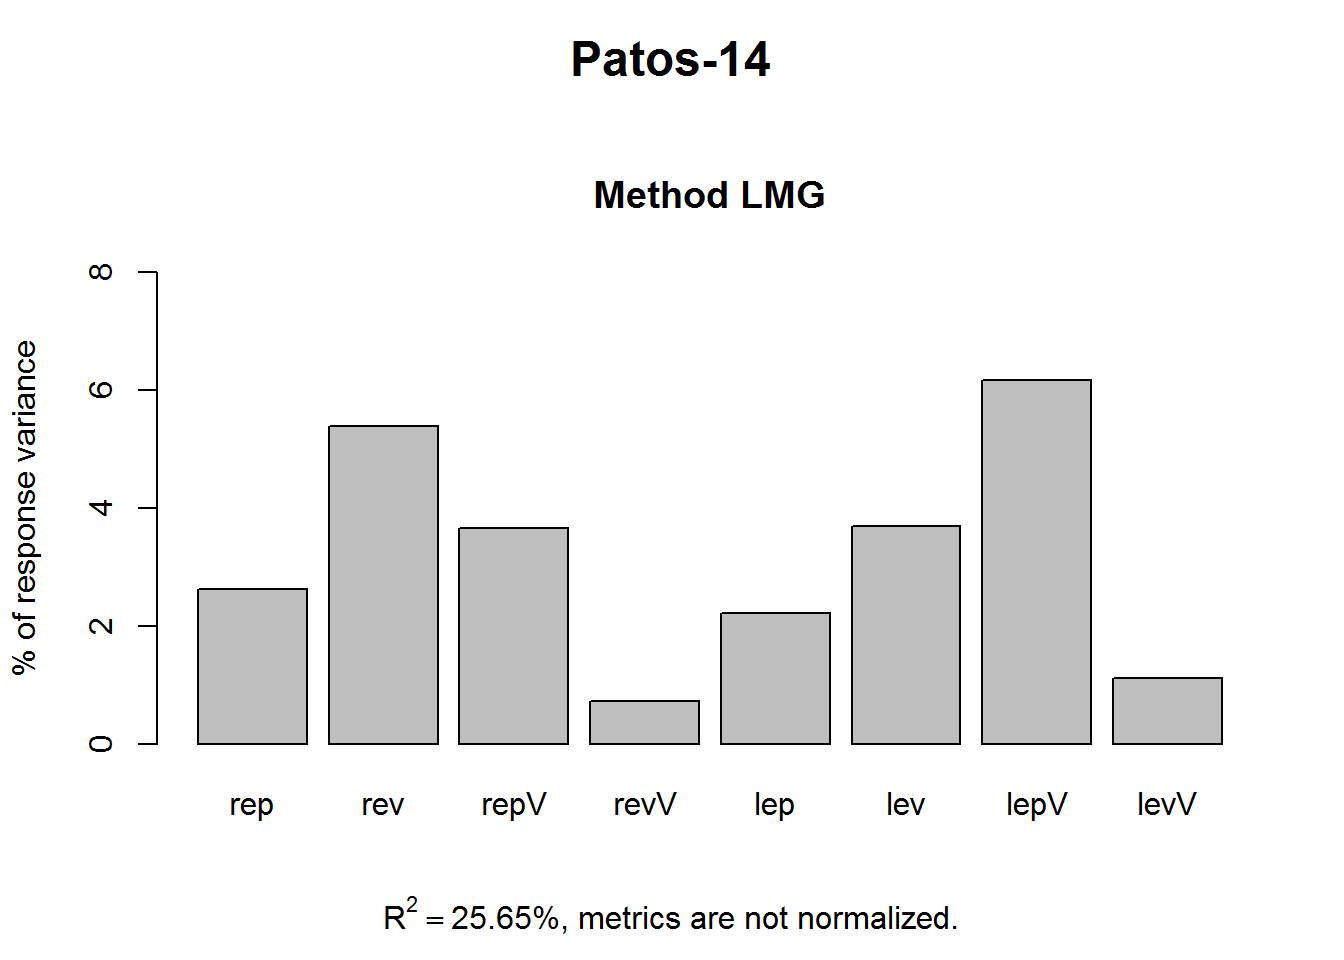 Patos-14
Method LMG
% of response variance
8
6
4
2
0
rep rev repV revV lep lev lepV levV
R² = 25.65%, metrics are not normalized.